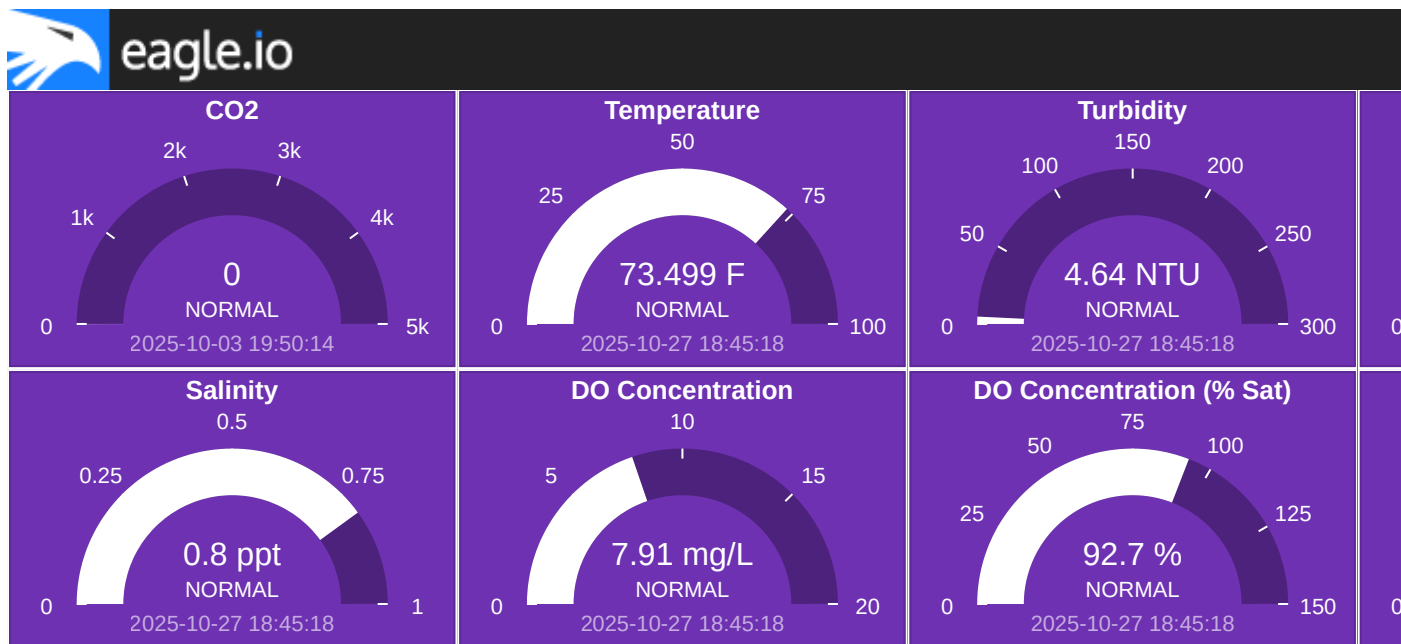 eagle.io
CO2
0
1k
2k
3k
4k
5k
0
NORMAL
2025-10-03 19:50:14
Temperature
0
25
50
75
100
73.499 F
NORMAL
2025-10-27 18:45:18
Turbidity
0
50
100
150
200
250
300
4.64 NTU
NORMAL
2025-10-27 18:45:18
0
Salinity
0
0.25
0.5
0.75
1
0.8 ppt
NORMAL
2025-10-27 18:45:18
DO Concentration
0
5
10
15
20
7.91 mg/L
NORMAL
2025-10-27 18:45:18
DO Concentration (% Sat)
0
25
50
75
100
125
150
92.7 %
NORMAL
2025-10-27 18:45:18
0